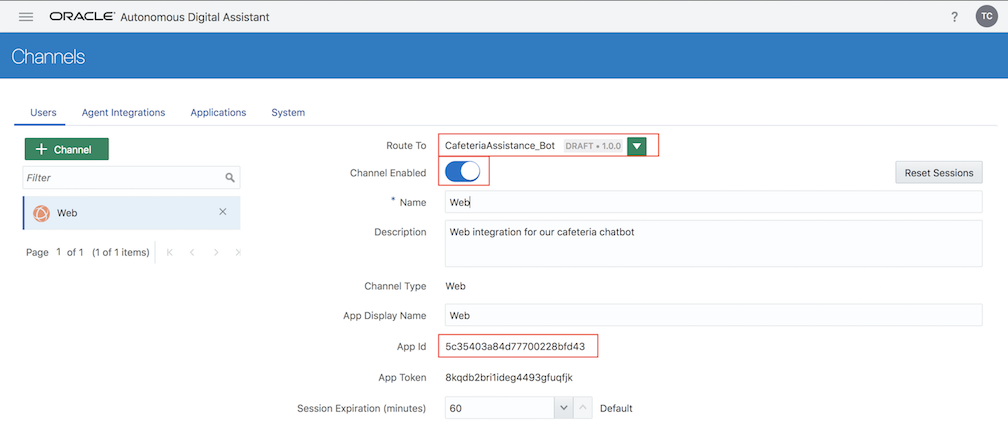 ORACLE® Autonomous Digital Assistant
?
TC
Channels
Users Agent Integrations Applications System
+ Channel
Filter
Web
Page 1 of 1 (1 of 1 items)
Route To CafeteriaAssistance_Bot DRAFT • 1.0.0
Channel Enabled Reset Sessions
* Name Web
Description Web integration for our cafeteria chatbot
Channel Type Web
App Display Name Web
App Id 5c35403a84d77700228bfd43
App Token 8kqdb2bri1ideg4493gfuqfjk
Session Expiration (minutes) 60 Default